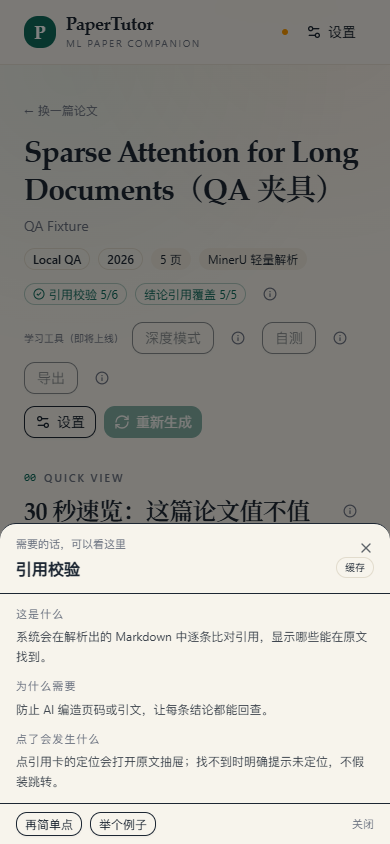 P
PaperTutor
ML PAPER COMPANION
设置
← 换一篇论文
Sparse Attention for Long
Documents（QA 夹具）
QA Fixture
Local QA 2026 5 页 MinerU 轻量解析
引用校验 5/6 结论引用覆盖 5/5
学习工具（即将上线） 深度模式 自测
导出
设置 重新生成
00 QUICK VIEW
30 秒速览：这篇论文值不值
需要的话，可以看这里
引用校验
缓存
这是什么
系统会在解析出的 Markdown 中逐条比对引用，显示哪些能在原文
找到。
为什么需要
防止 AI 编造页码或引文，让每条结论都能回查。
点了会发生什么
点引用卡的定位会打开原文抽屉；找不到时明确提示未定位，不假
装跳转。
再简单点 举个例子 关闭